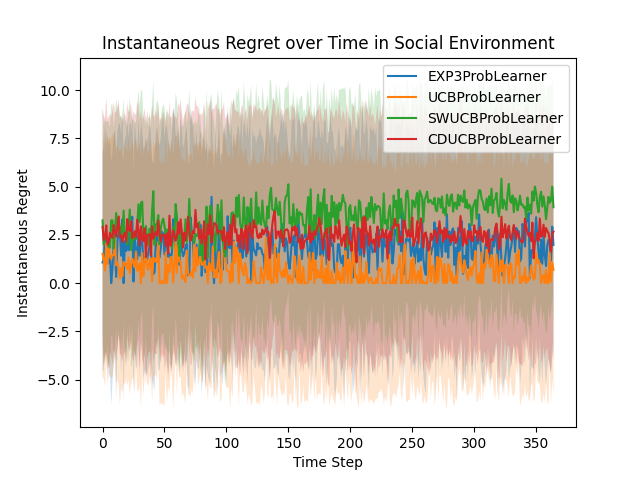 Instantaneous Regret over Time in Social Environment
EXP3ProbLearner
UCBProbLearner
SWUCBProbLearner
CDUCBProbLearner
Instantaneous Regret
10.0
7.5
5.0
2.5
0.0
−2.5
−5.0
0 50 100 150 200 250 300 350
Time Step